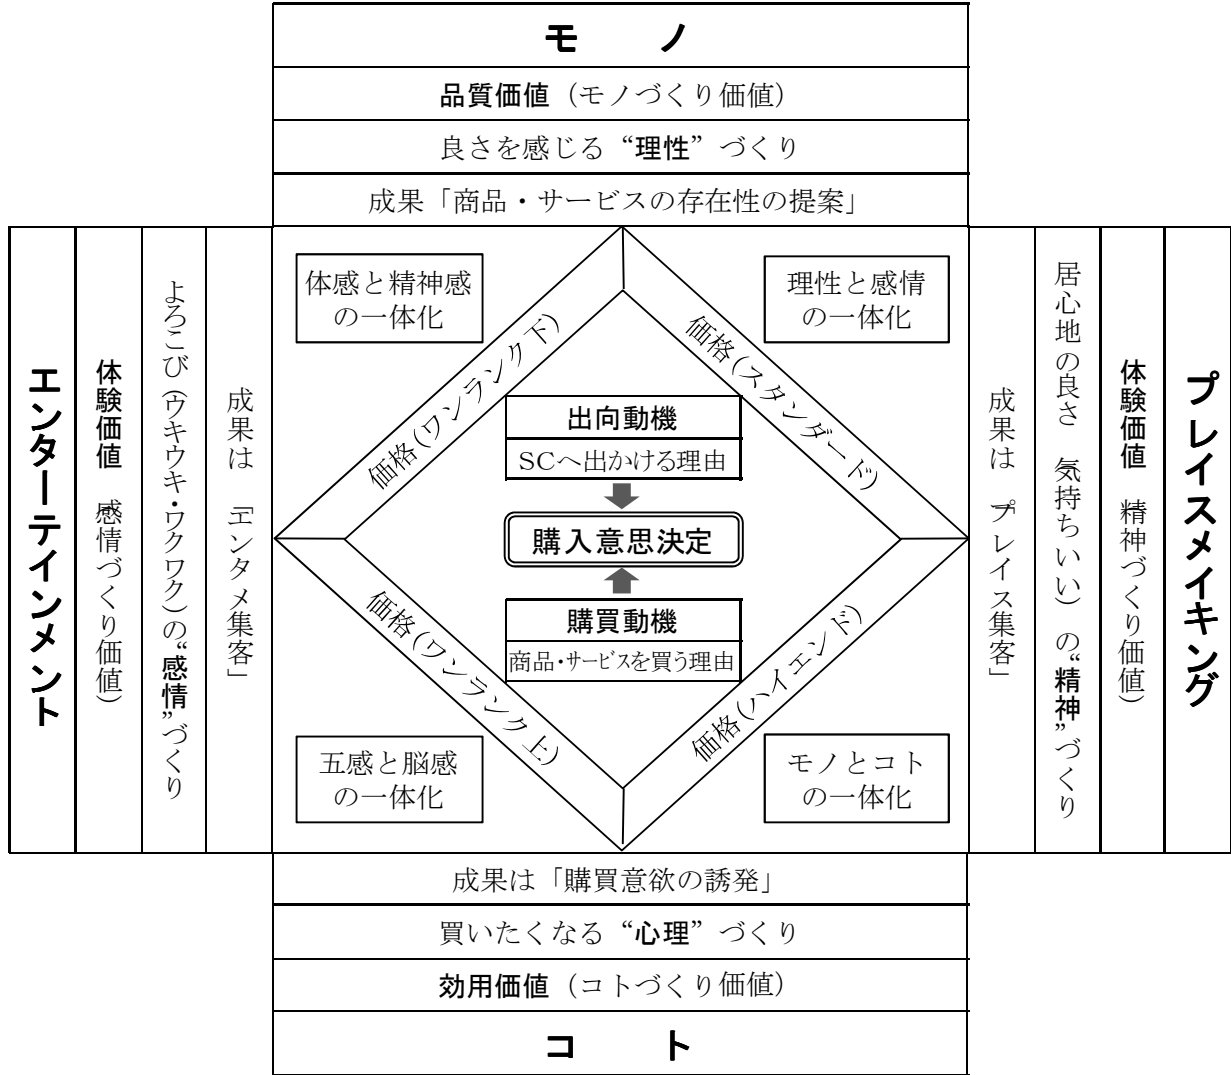 モ ノ
品質価値（モノづくり価値）
良さを感じる“理性”づくり
成果「商品・サービスの存在性の提案」
エンターテインメント
体験価値（感情づくり価値）
よろこび（ウキウキ・ワクワク）の“感情”づくり
成果は「エンタメ集客」
体感と精神感
の一体化
理性と感情
の一体化
価格（ワンランク下）
価格（スタンダード）
出向動機
SCへ出かける理由
購入意思決定
購買動機
商品・サービスを買う理由
価格（ワンランク上）
価格（ハイエンド）
五感と脳感
の一体化
モノとコト
の一体化
成果は「プレイス集客」
居心地の良さ（気持ちいい）の“精神”づくり
体験価値（精神づくり価値）
プレイスメイキング
成果は「購買意欲の誘発」
買いたくなる“心理”づくり
効用価値（コトづくり価値）
コ ト